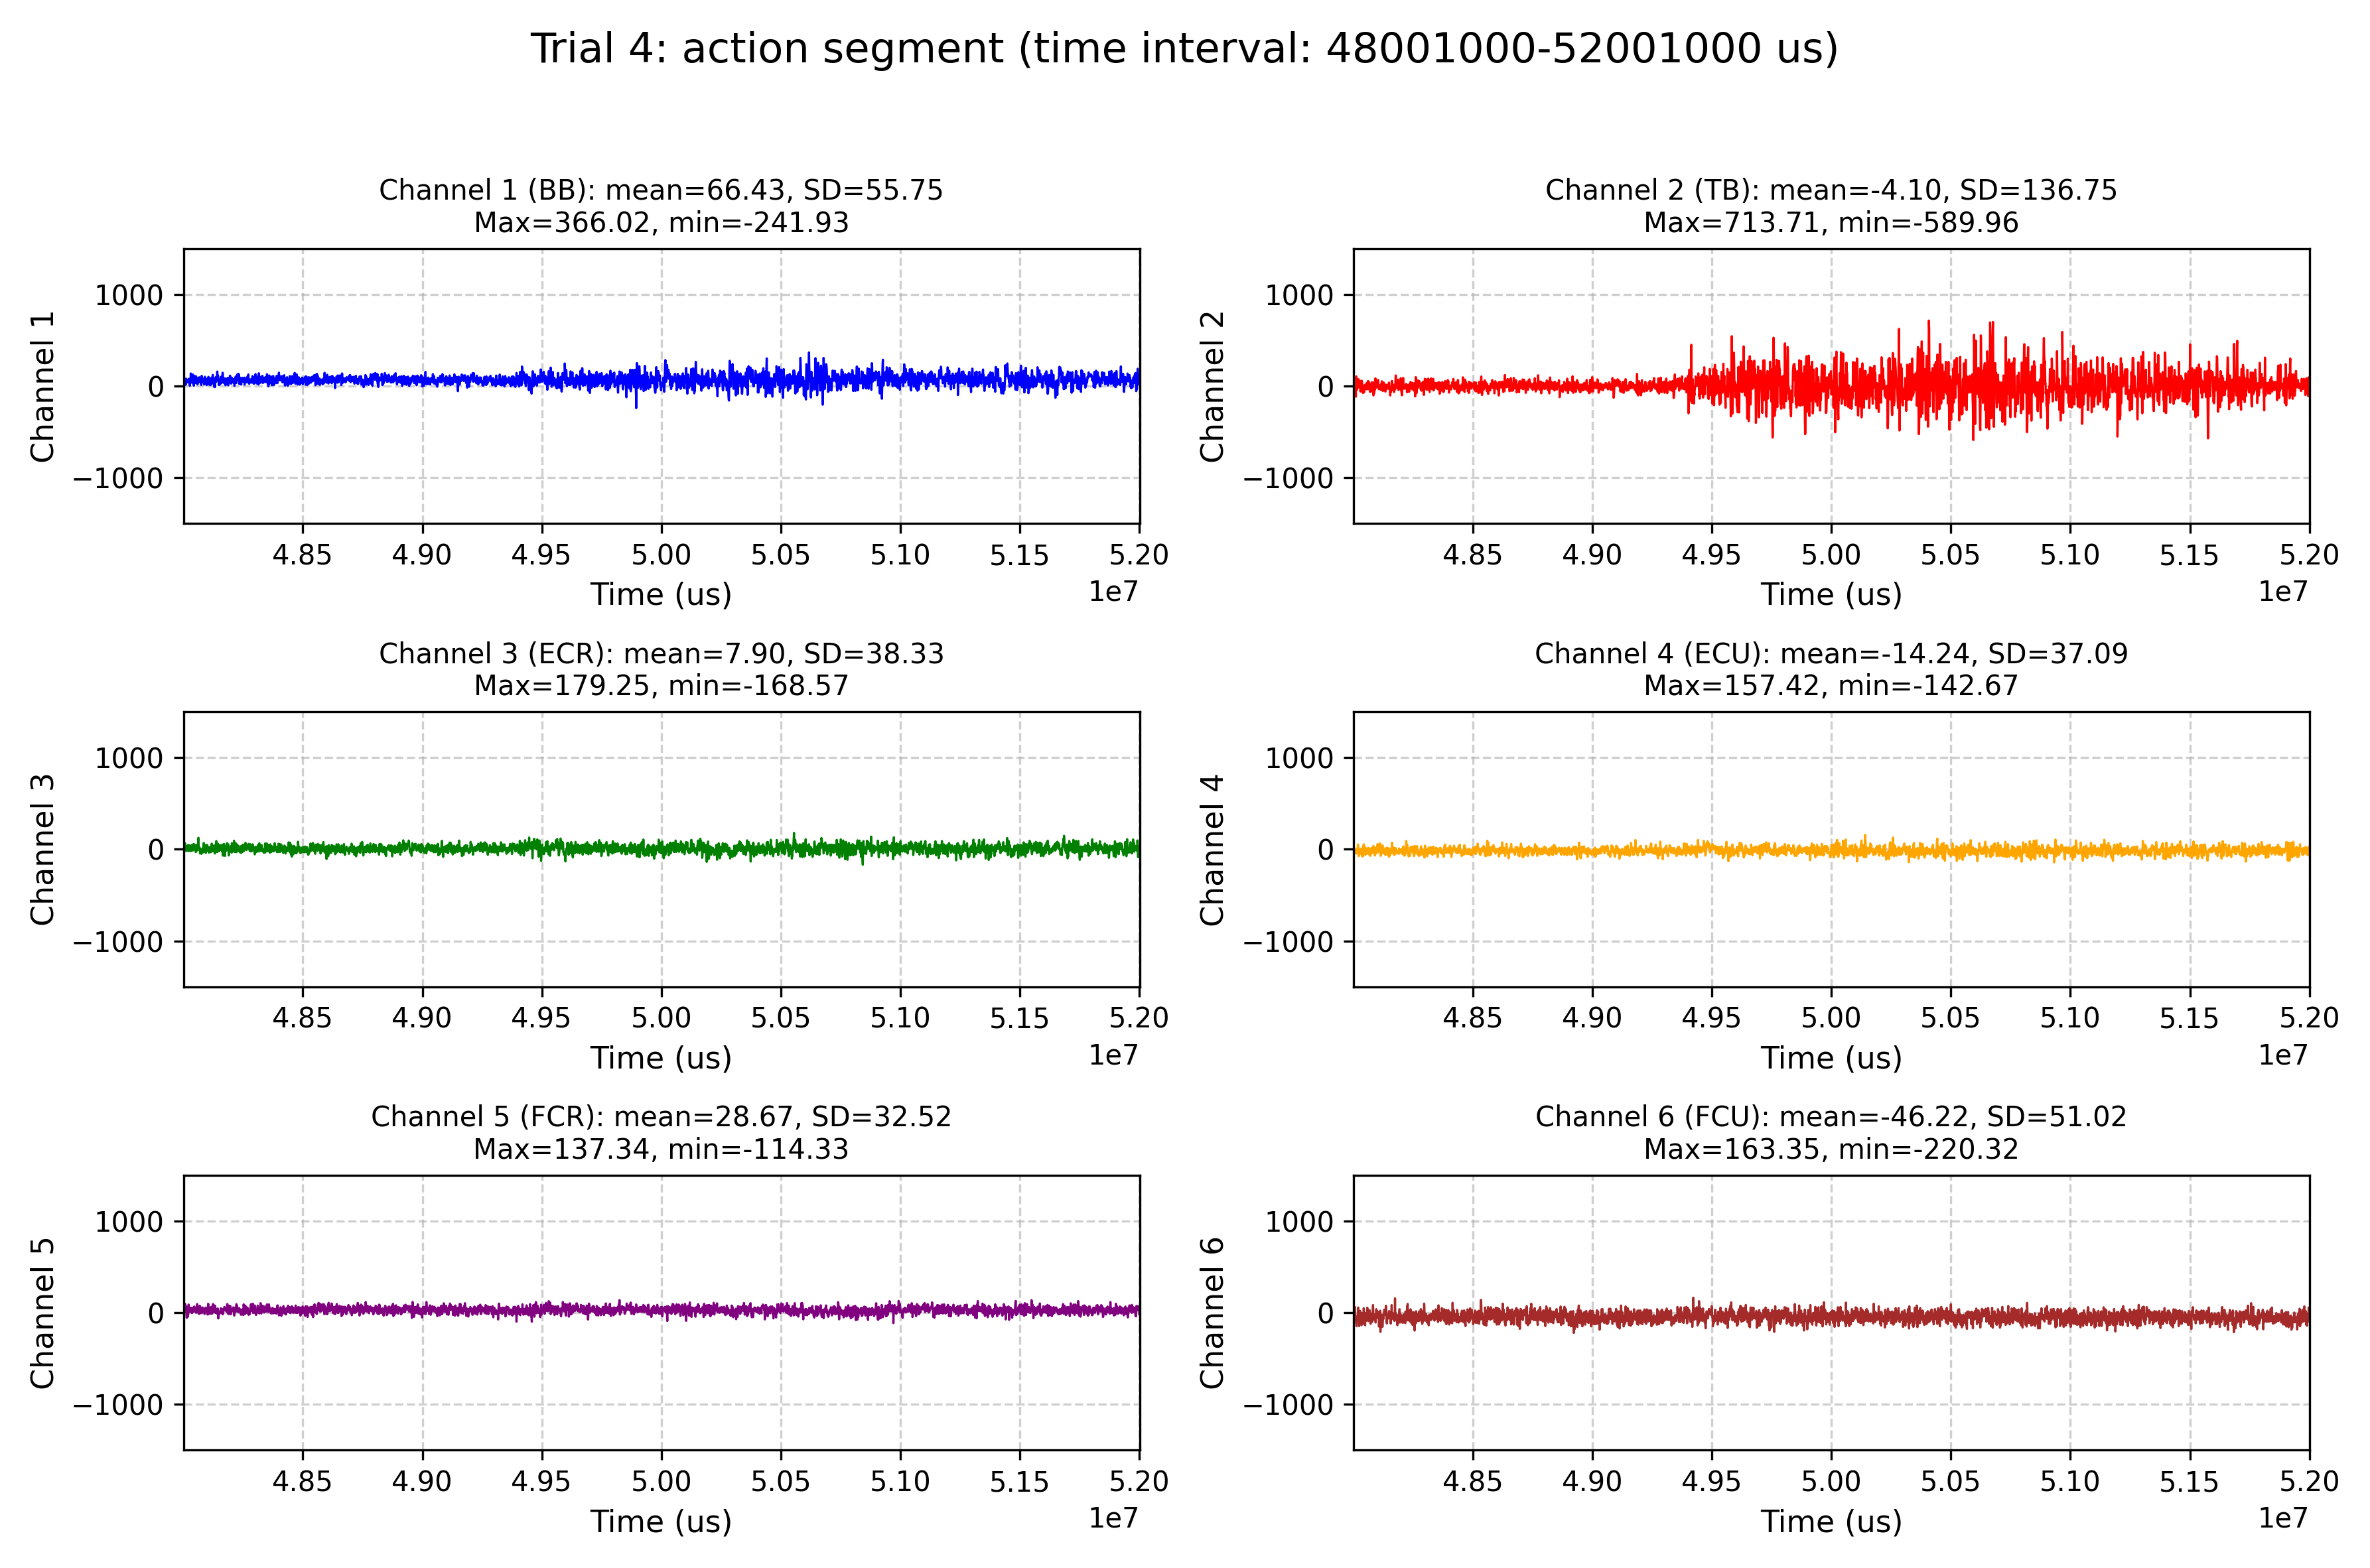 Trial 4: action segment (time interval: 48001000-52001000 us)
Channel 1 (BB): mean=66.43, SD=55.75
Max=366.02, min=-241.93
Channel 1
1000
0
−1000
4.85 4.90 4.95 5.00 5.05 5.10 5.15 5.20
Time (us)
1e7
Channel 2 (TB): mean=-4.10, SD=136.75
Max=713.71, min=-589.96
Channel 2
1000
0
−1000
4.85 4.90 4.95 5.00 5.05 5.10 5.15 5.20
Time (us)
1e7
Channel 3 (ECR): mean=7.90, SD=38.33
Max=179.25, min=-168.57
Channel 3
1000
0
−1000
4.85 4.90 4.95 5.00 5.05 5.10 5.15 5.20
Time (us)
1e7
Channel 4 (ECU): mean=-14.24, SD=37.09
Max=157.42, min=-142.67
Channel 4
1000
0
−1000
4.85 4.90 4.95 5.00 5.05 5.10 5.15 5.20
Time (us)
1e7
Channel 5 (FCR): mean=28.67, SD=32.52
Max=137.34, min=-114.33
Channel 5
1000
0
−1000
4.85 4.90 4.95 5.00 5.05 5.10 5.15 5.20
Time (us)
1e7
Channel 6 (FCU): mean=-46.22, SD=51.02
Max=163.35, min=-220.32
Channel 6
1000
0
−1000
4.85 4.90 4.95 5.00 5.05 5.10 5.15 5.20
Time (us)
1e7